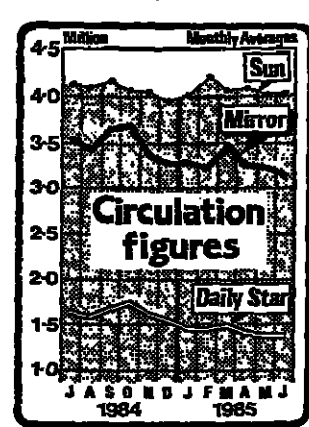 Million Monthly Averages
4·5
Sun
4·0
Mirror
3·5
3·0
Circulation
figures
2·5
2·0
Daily Star
1·5
1·0
J A S O N D J F M A M J
1984 1985